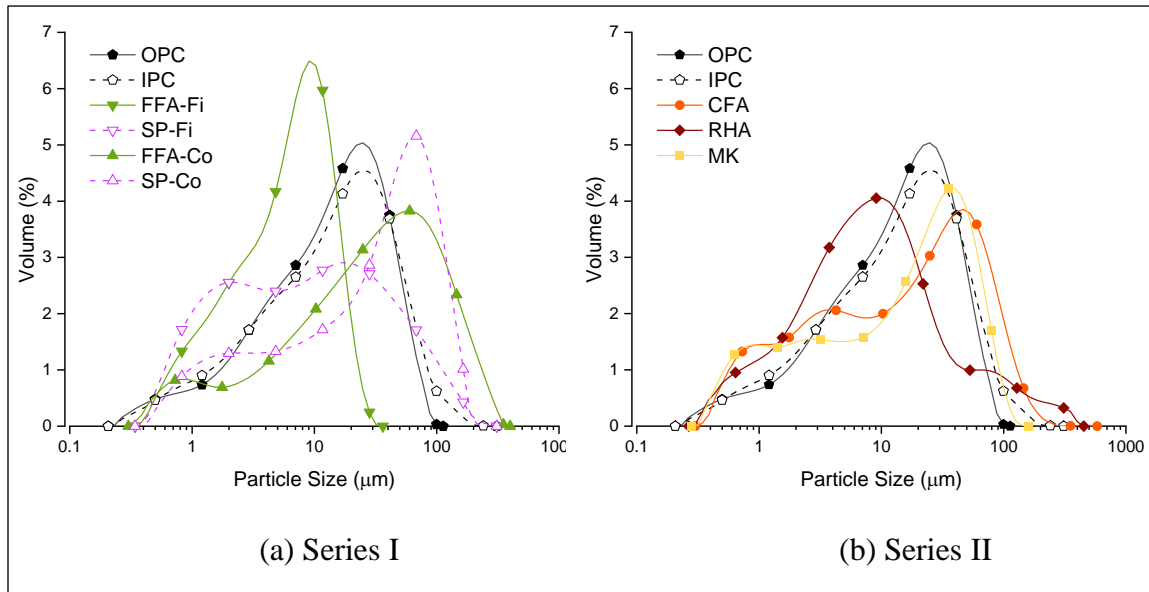 7
6
5
4
3
2
1
0
Volume (%)
OPC
IPC
FFA-Fi
SP-Fi
FFA-Co
SP-Co
0.1
1
10
100
100
Particle Size (μm)
(a) Series I
7
6
5
4
3
2
1
0
Volume (%)
OPC
IPC
CFA
RHA
MK
0.1
1
10
100
1000
Particle Size (μm)
(b) Series II